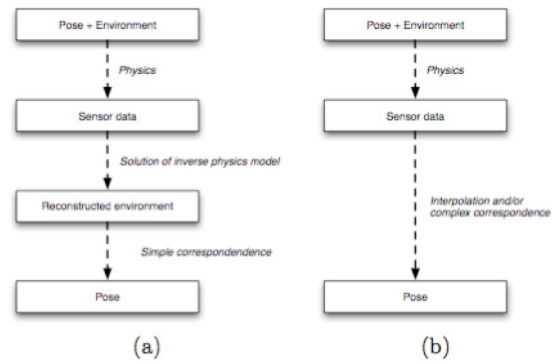 Pose + Environment
Physics
Sensor data
Solution of inverse physics model
Reconstructed environment
Simple correspondendence
Pose
(a)
Pose + Environment
Physics
Sensor data
Interpolation and/or
complex correspondence
Pose
(b)